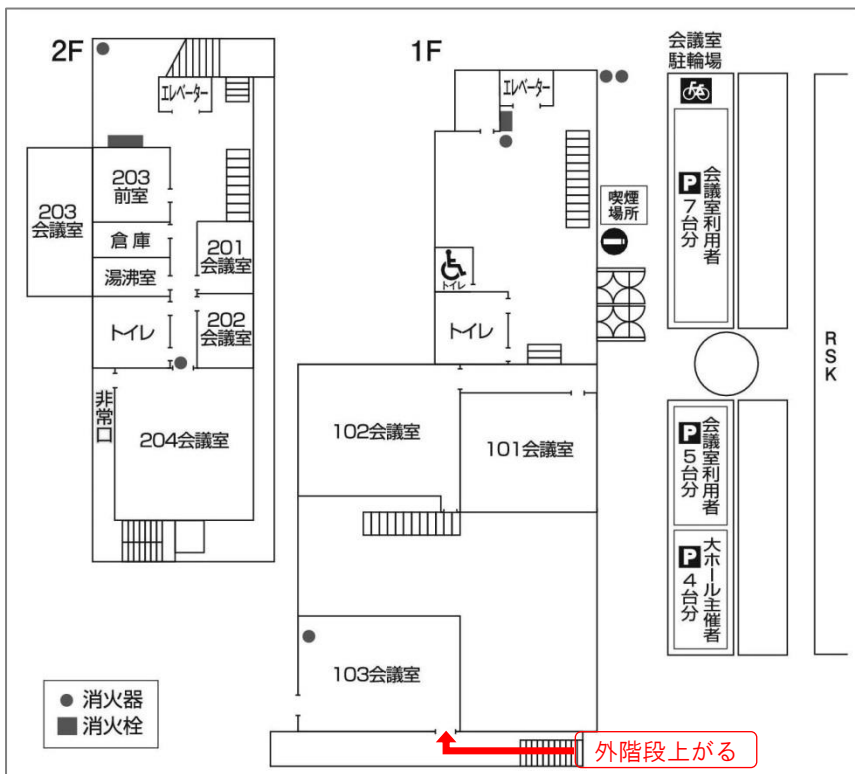 2F
エレベーター
203
前室
203
会議室
倉庫
湯沸室
201
会議室
202
会議室
トイレ
非常口
204会議室
1F
エレベーター
喫煙
場所
トイレ
トイレ
102会議室
101会議室
103会議室
外階段上がる
会議室
駐輪場
会議室利用者
P7台分
RSK
会議室利用者
P5台分
大ホール主催者
P4台分
消火器
消火栓